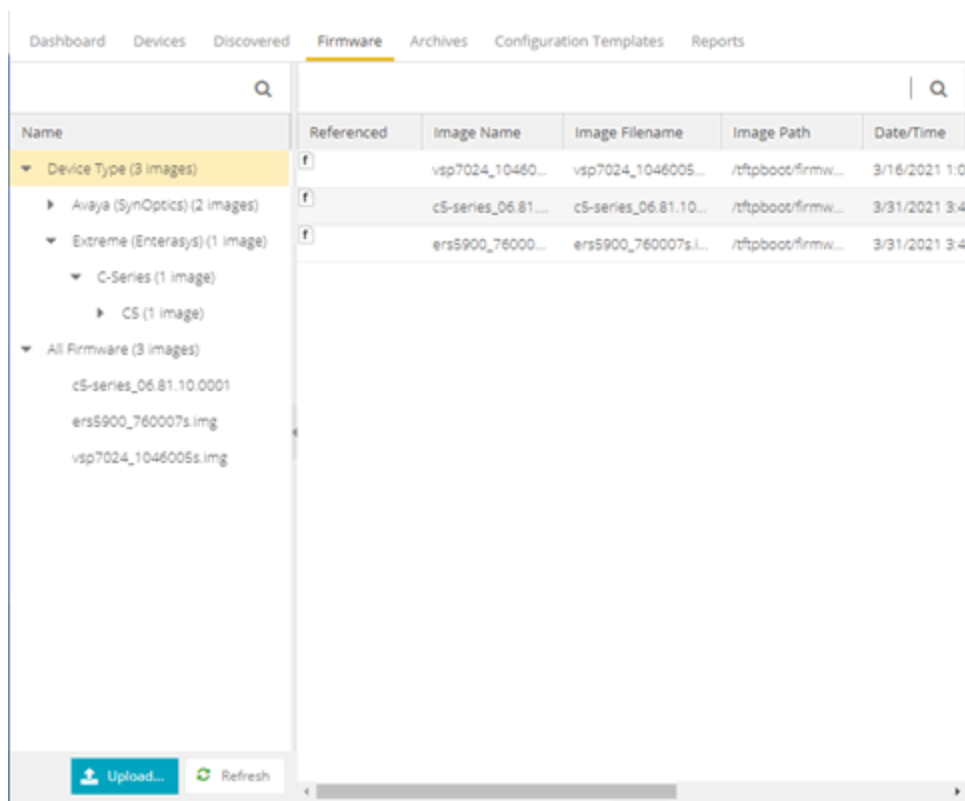 Dashboard Devices Discovered Firmware Archives Configuration Templates Reports
Name
Device Type (3 images)
Avaya (SynOptics) (2 images)
Extreme (Enterasys) (1 image)
C-Series (1 image)
C5 (1 image)
All Firmware (3 images)
c5-series_06.81.10.0001
ers5900_760007s.img
vsp7024_1046005s.img
Upload... Refresh
Referenced Image Name Image Filename Image Path Date/Time
f vsp7024_10460... vsp7024_1046005... /tftpboot/firmw... 3/16/2021 1:0
f c5-series_06.81.... c5-series_06.81.10... /tftpboot/firmw... 3/31/2021 3:4
f ers5900_76000... ers5900_760007s.i... /tftpboot/firmw... 3/31/2021 3:4